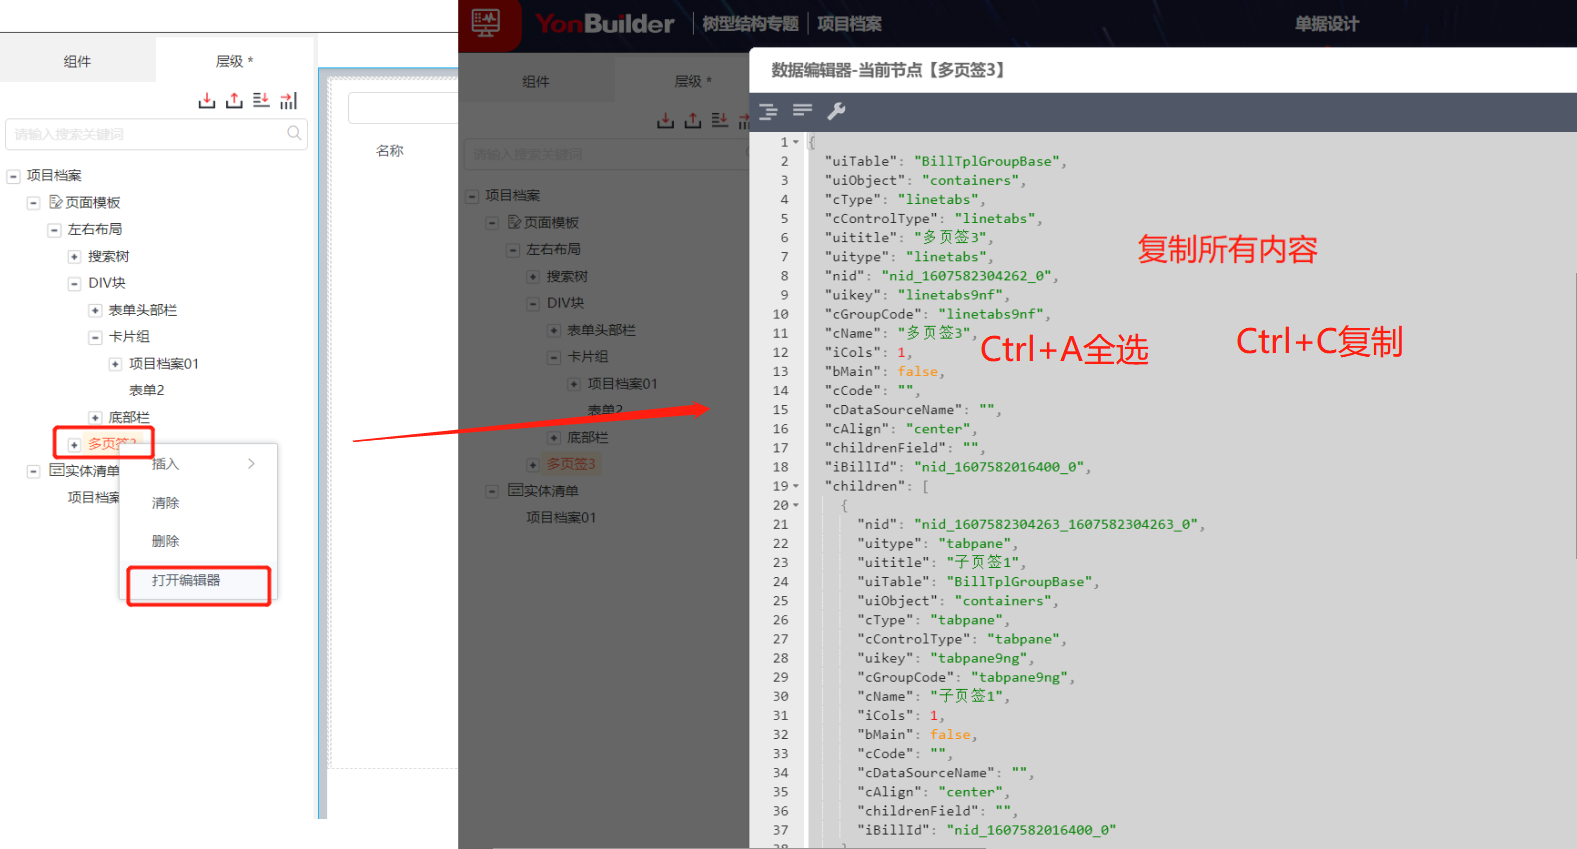 组件
层级 *
请输入搜索关键词
项目档案
页面模板
左右布局
搜索树
DIV块
表单头部栏
卡片组
项目档案01
表单2
底部栏
多页签3
实体清单
项目档案
插入
清除
删除
打开编辑器
名称
YonBuilder
树型结构专题
项目档案
单据设计
组件
层级 *
请输入搜索关键词
项目档案
页面模板
左右布局
搜索树
DIV块
表单头部栏
卡片组
项目档案01
表单2
底部栏
多页签3
实体清单
项目档案01
数据编辑器-当前节点【多页签3】
1 {
2 "uiTable": "BillTplGroupBase",
3 "uiObject": "containers",
4 "cType": "linetabs",
5 "cControlType": "linetabs",
6 "uititle": "多页签3",
7 "uitype": "linetabs",
8 "nid": "nid_1607582304262_0",
9 "uikey": "linetabs9nf",
10 "cGroupCode": "linetabs9nf",
11 "cName": "多页签3",
12 "iCols": 1,
13 "bMain": false,
14 "cCode": "",
15 "cDataSourceName": "",
16 "cAlign": "center",
17 "childrenField": "",
18 "iBillId": "nid_1607582016400_0",
19 "children": [
20 {
21 "nid": "nid_1607582304263_1607582304263_0",
22 "uitype": "tabpane",
23 "uititle": "子页签1",
24 "uiTable": "BillTplGroupBase",
25 "uiObject": "containers",
26 "cType": "tabpane",
27 "cControlType": "tabpane",
28 "uikey": "tabpane9ng",
29 "cGroupCode": "tabpane9ng",
30 "cName": "子页签1",
31 "iCols": 1,
32 "bMain": false,
33 "cCode": "",
34 "cDataSourceName": "",
35 "cAlign": "center",
36 "childrenField": "",
37 "iBillId": "nid_1607582016400_0"
复制所有内容
Ctrl+A全选
Ctrl+C复制